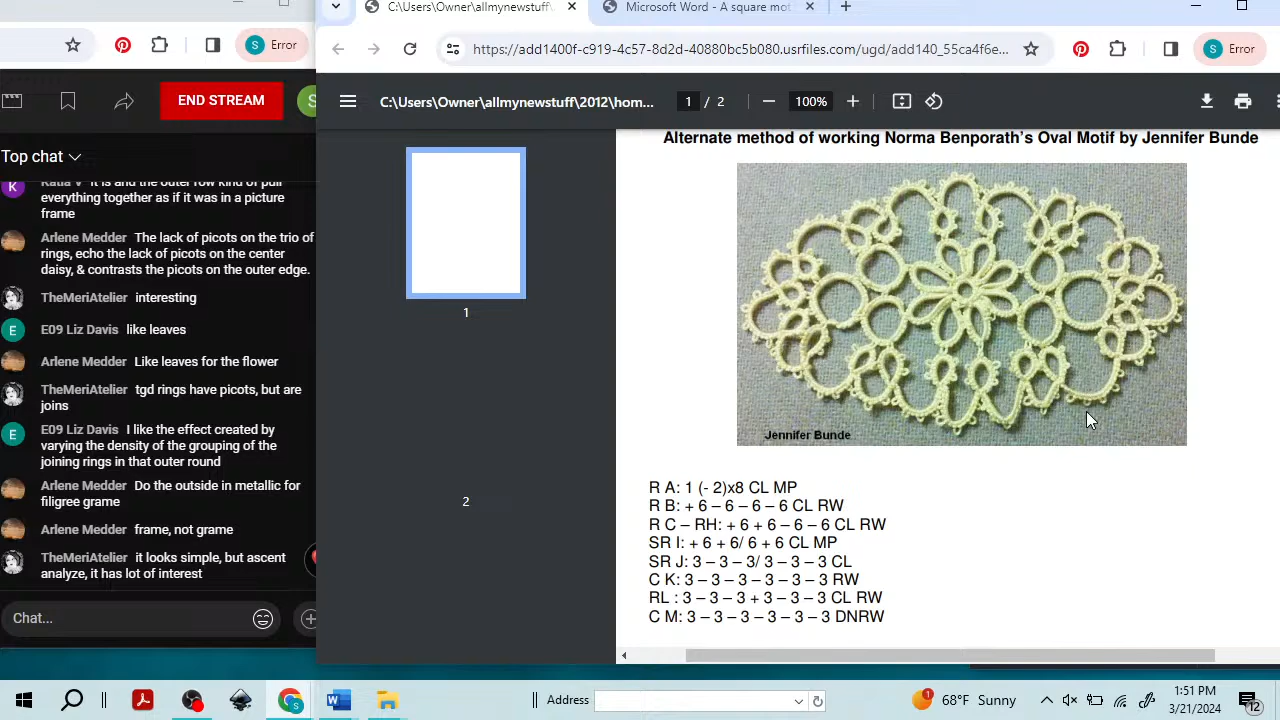 C:\Users\Owner\allmynewstuff\
Microsoft Word - A square mot
Error
https://add1400f-c919-4c57-8d2d-40880bc5b080.usrfiles.com/ugd/add140_55ca4f6e...
Error
END STREAM
S
C:\Users\Owner\allmynewstuff\2012\hom...
1 / 2
100%
Top chat
Katia V it is and the outer row kind of pull
everything together as if it was in a picture
frame
Arlene Medder The lack of picots on the trio of
rings, echo the lack of picots on the center
daisy, & contrasts the picots on the outer edge.
TheMeriAtelier interesting
E09 Liz Davis like leaves
Arlene Medder Like leaves for the flower
TheMeriAtelier tgd rings have picots, but are
joins
E09 Liz Davis I like the effect created by
varying the density of the grouping of the
joining rings in that outer round
Arlene Medder Do the outside in metallic for
filigree grame
Arlene Medder frame, not grame
TheMeriAtelier it looks simple, but ascent
analyze, it has lot of interest
Chat...
1
2
Alternate method of working Norma Benporath's Oval Motif by Jennifer Bunde
Jennifer Bunde
R A: 1 (- 2)x8 CL MP
R B: + 6 – 6 – 6 – 6 CL RW
R C – RH: + 6 + 6 – 6 – 6 CL RW
SR I: + 6 + 6/ 6 + 6 CL MP
SR J: 3 – 3 – 3/ 3 – 3 – 3 CL
C K: 3 – 3 – 3 – 3 – 3 – 3 RW
RL : 3 – 3 – 3 + 3 – 3 – 3 CL RW
C M: 3 – 3 – 3 – 3 – 3 – 3 DNRW
Address
1
68°F Sunny
1:51 PM
3/21/2024
12